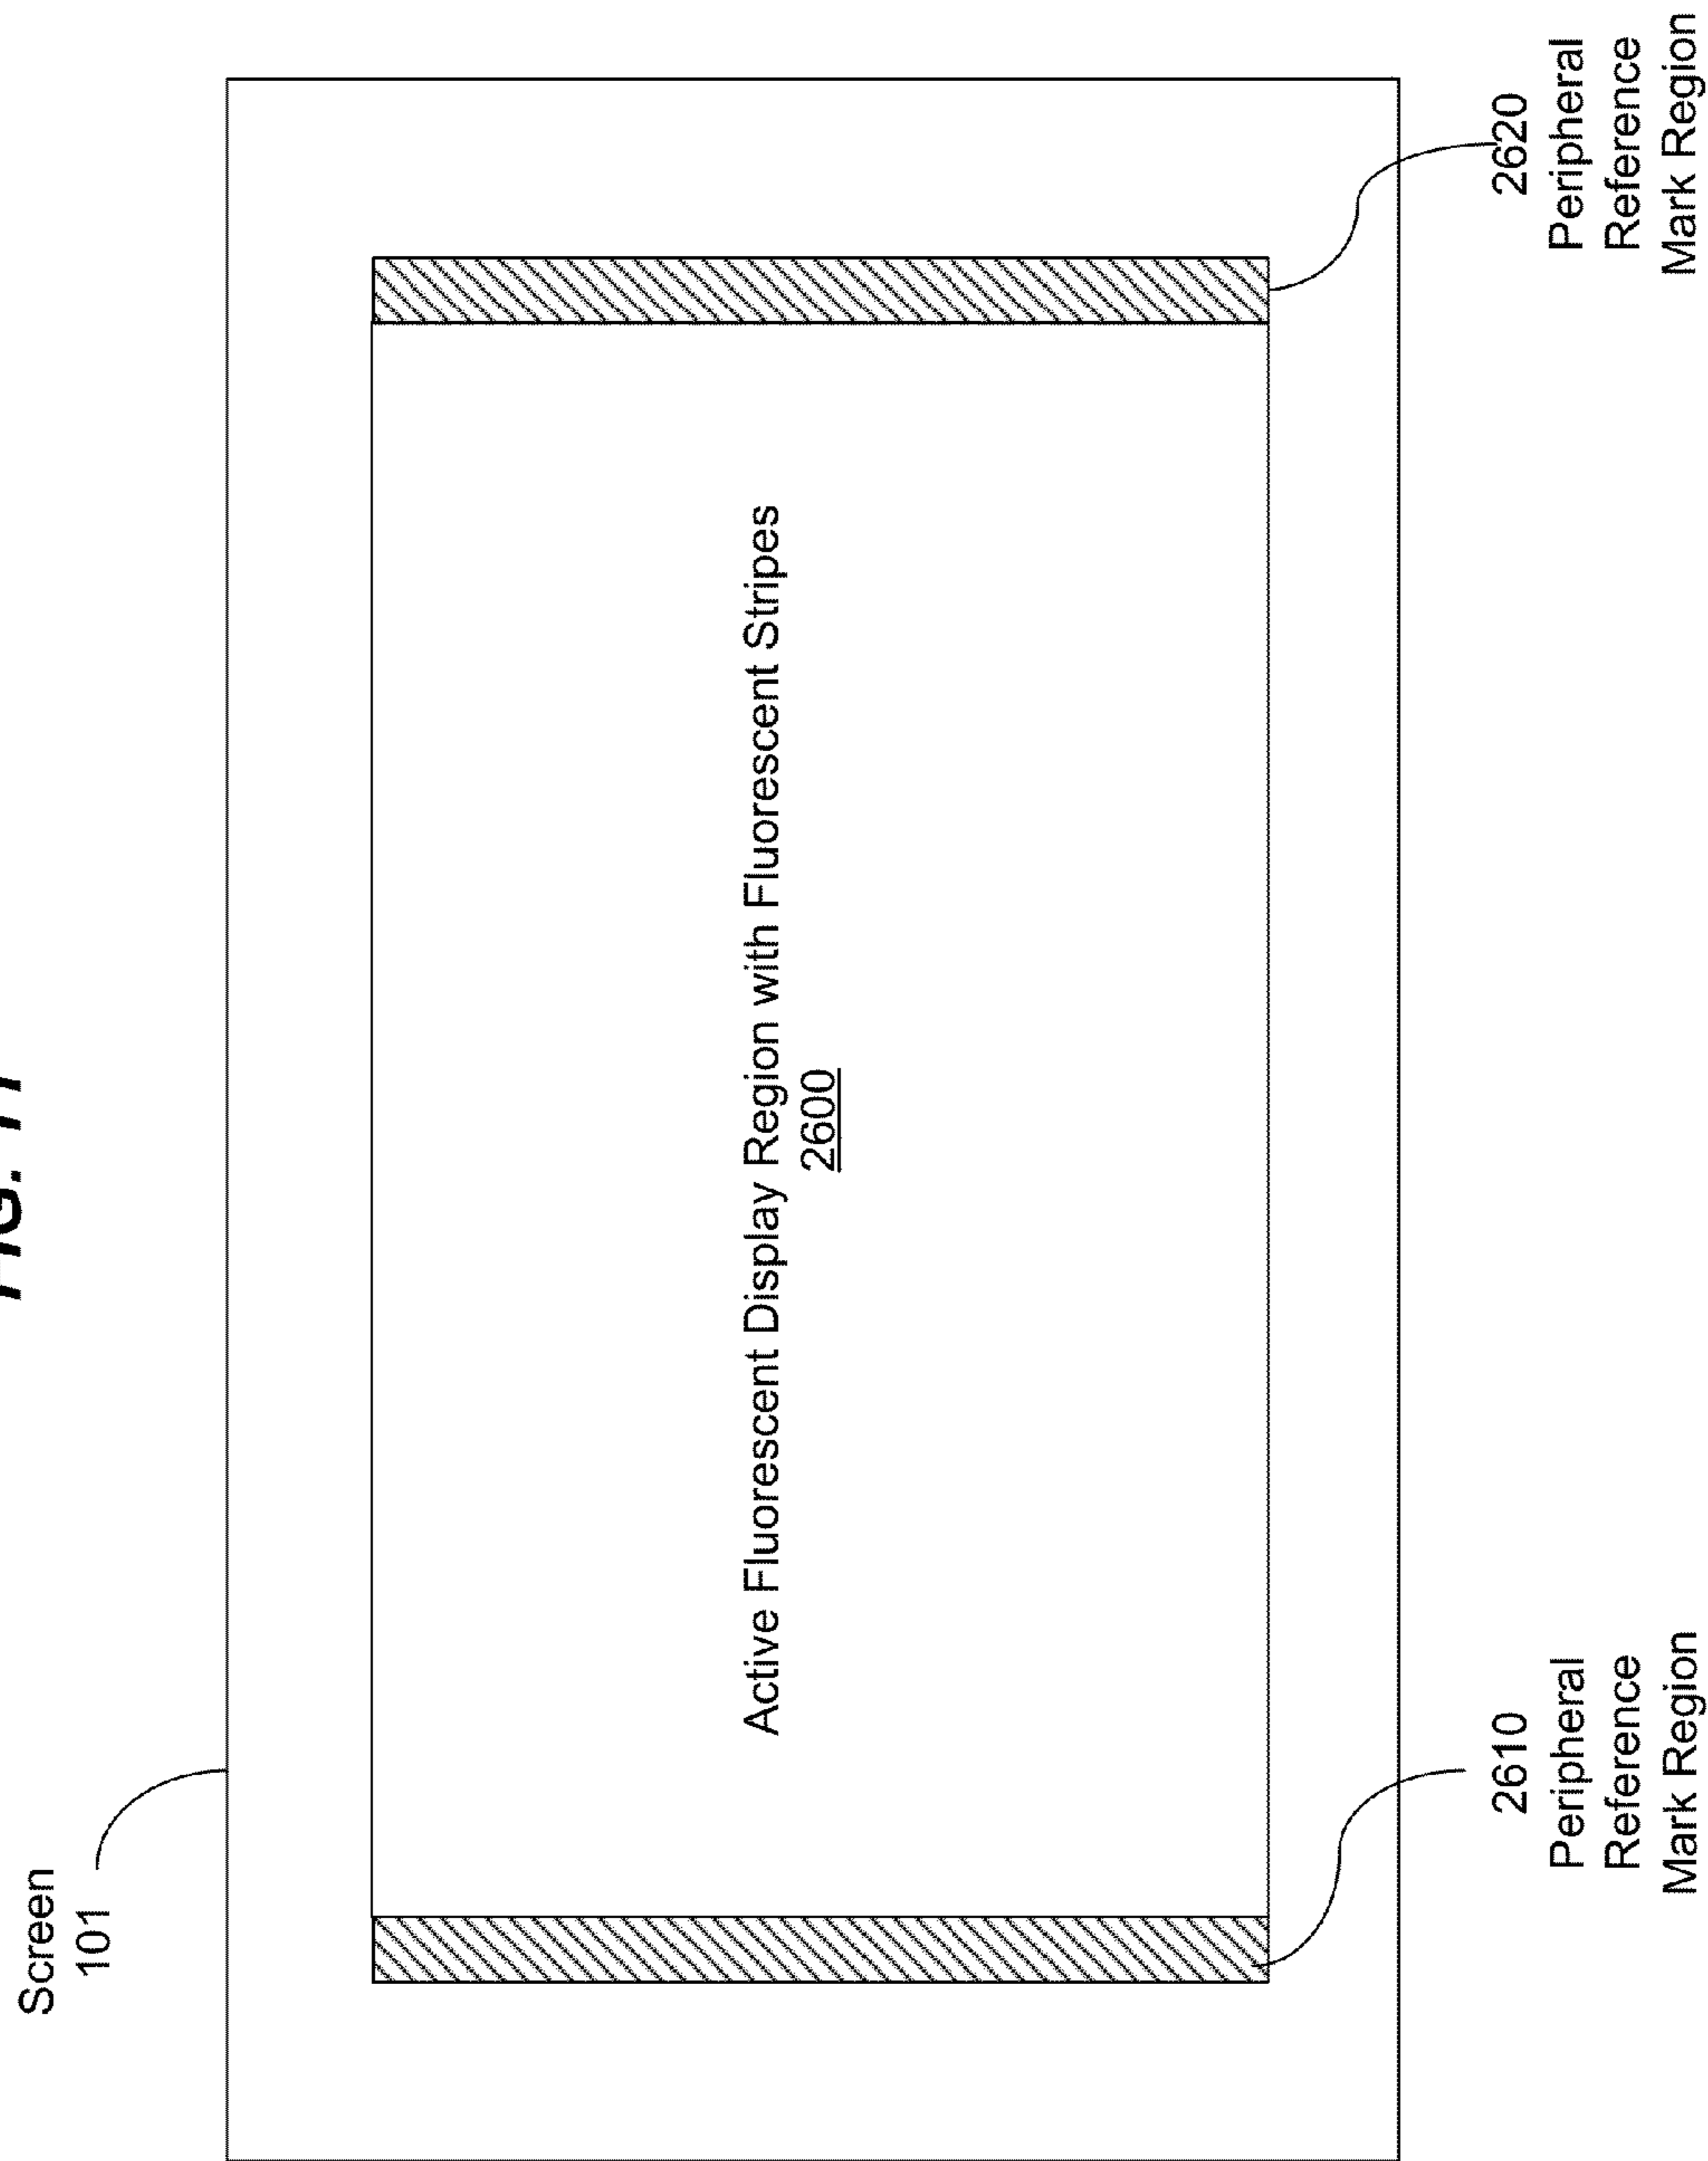 FIG.
Screen
101
Active Fluorescent Display Region with Fluorescent Stripes
2600
2610
Peripheral
Reference
Mark Region
2620
Peripheral
Reference
Mark Region